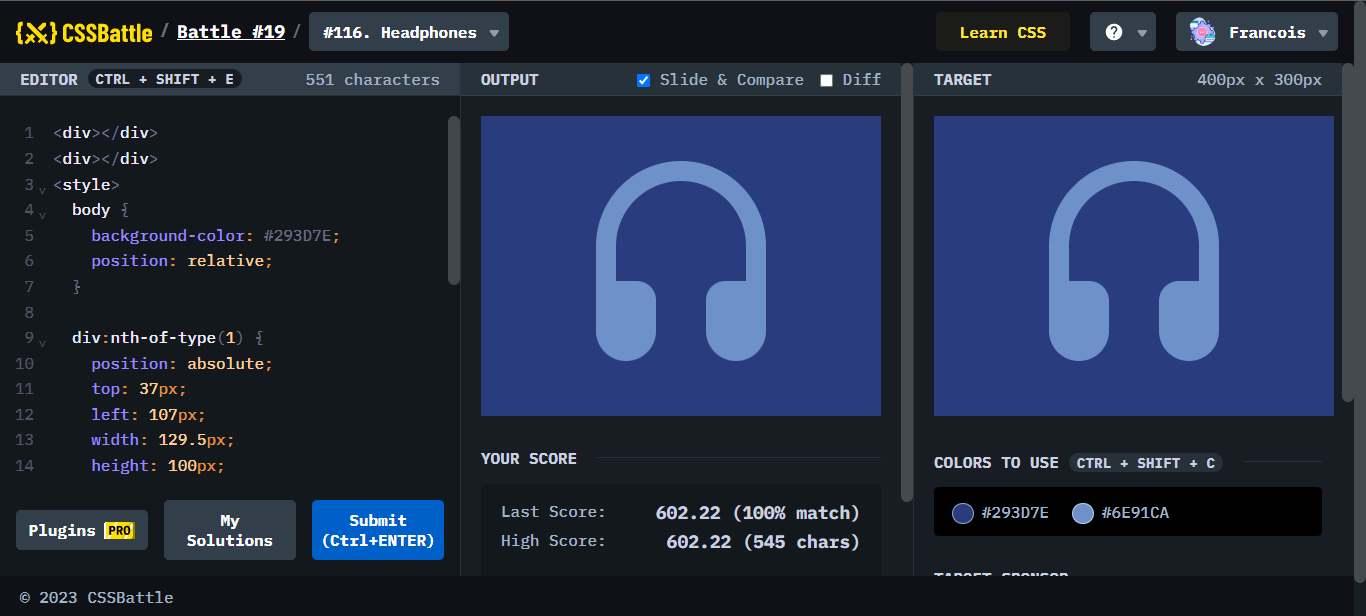 {X} CSSBattle / Battle #19 / #116. Headphones ▼ Learn CSS ? ▼ Francois ▼
EDITOR CTRL + SHIFT + E 551 characters
OUTPUT Slide & Compare Diff
TARGET 400px x 300px
1 <div></div>
2 <div></div>
3 <style>
4 body {
5 background-color: #293D7E;
6 position: relative;
7 }
8
9 div:nth-of-type(1) {
10 position: absolute;
11 top: 37px;
12 left: 107px;
13 width: 129.5px;
14 height: 100px;
Plugins PRO
My Solutions
Submit
(Ctrl+ENTER)
YOUR SCORE
Last Score: 602.22 (100% match)
High Score: 602.22 (545 chars)
COLORS TO USE CTRL + SHIFT + C
#293D7E #6E91CA
TARGET SPONSOR
© 2023 CSSBattle